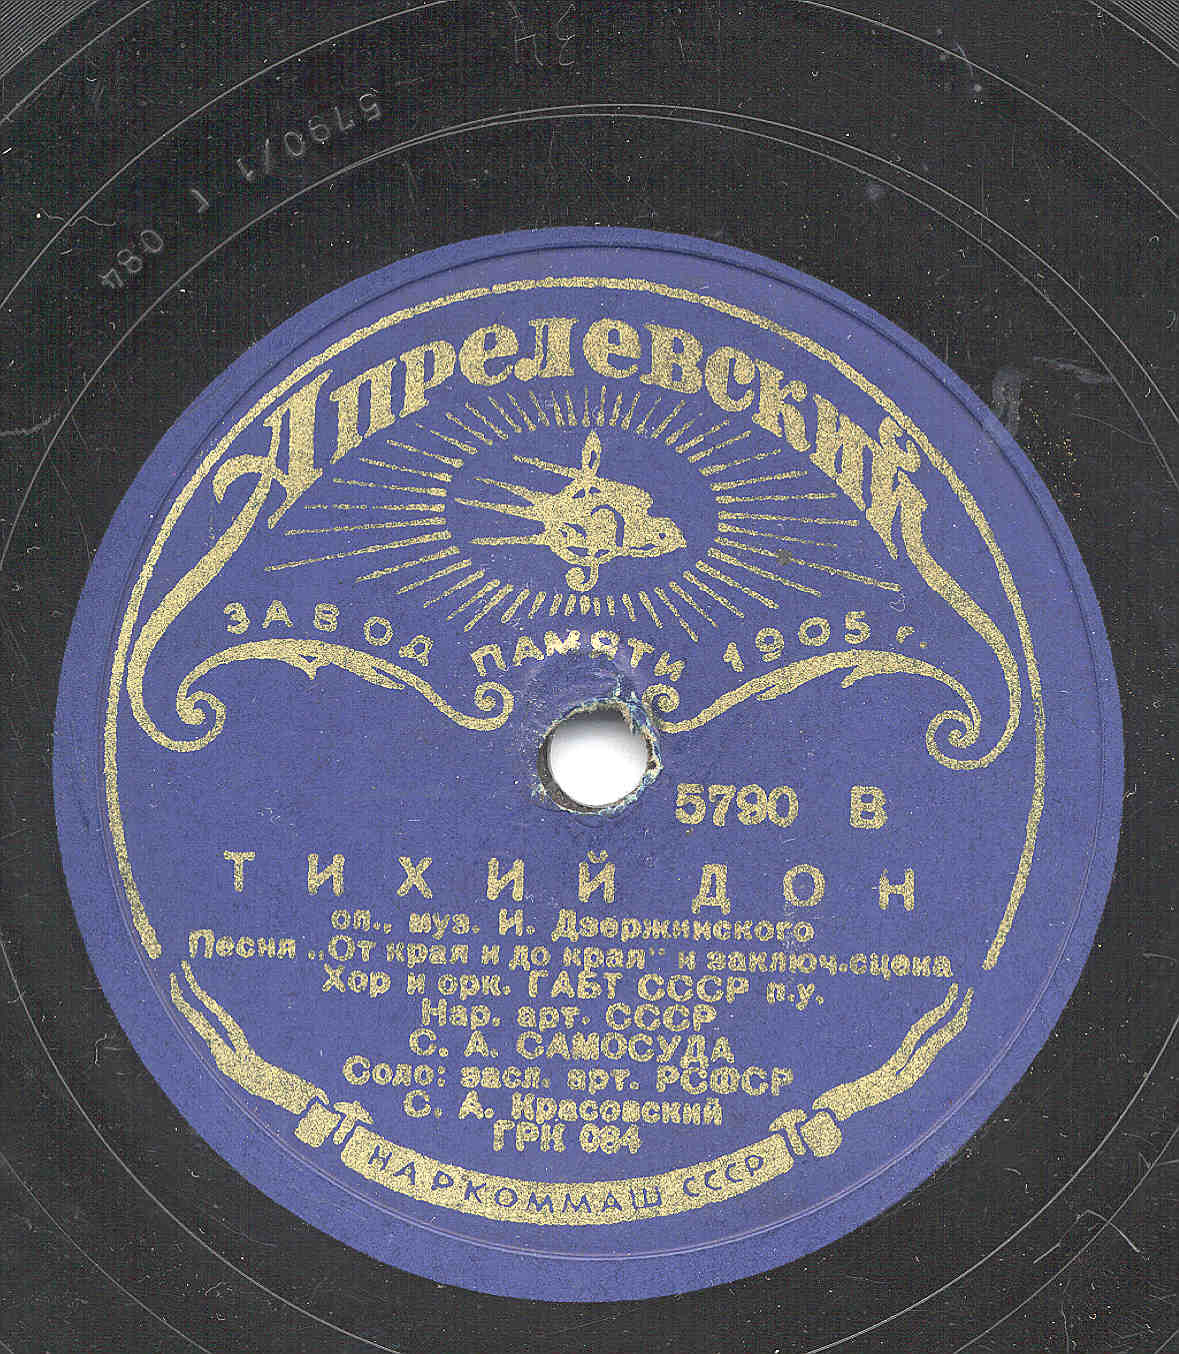 5790/1 Г 084
Апрелевский
ЗАВОД ПАМЯТИ 1905 г.
5790 В
ТИХИЙ ДОН
оп., муз. И. Дзержинского
Песня „От края и до края" и заключ.сцена
Хор и орк. ГАБТ СССР п.у.
Нар. арт. СССР
С. А. САМОСУДА
Соло: засл. арт. РСФСР
С. А. Красовский
ГРК 084
НАРКОММАШ СССР